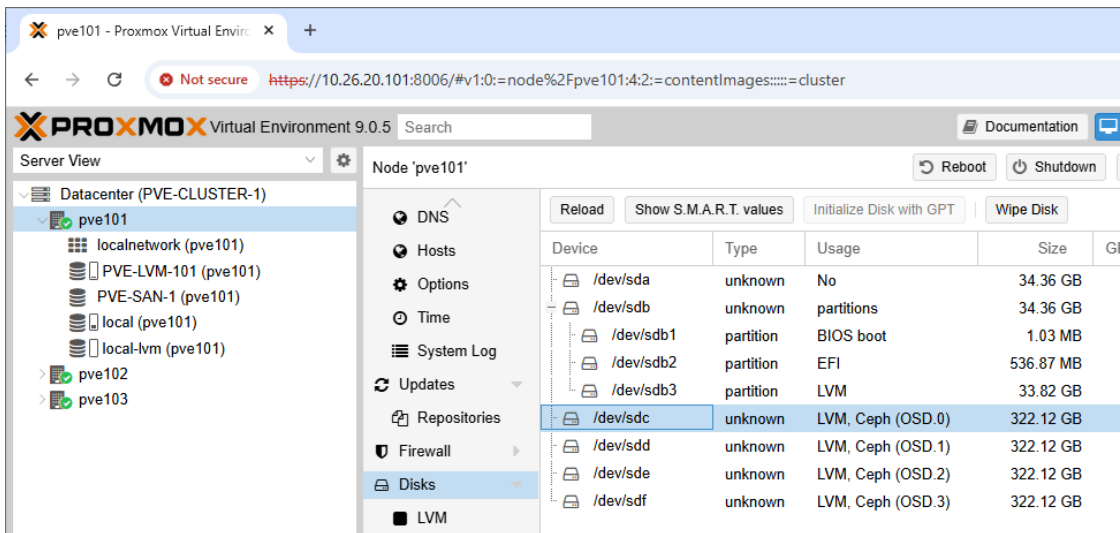 pve101 - Proxmox Virtual Enviro
Not secure https://10.26.20.101:8006/#v1:0:=node%2Fpve101:4:2:=contentImages:::::=cluster
PROXMOX Virtual Environment 9.0.5 Search Documentation
Server View
Node 'pve101' Reboot Shutdown
Datacenter (PVE-CLUSTER-1)
pve101
localnetwork (pve101)
PVE-LVM-101 (pve101)
PVE-SAN-1 (pve101)
local (pve101)
local-lvm (pve101)
pve102
pve103
DNS
Hosts
Options
Time
System Log
Updates
Repositories
Firewall
Disks
LVM
Reload Show S.M.A.R.T. values Initialize Disk with GPT Wipe Disk
Device Type Usage Size
/dev/sda unknown No 34.36 GB
/dev/sdb unknown partitions 34.36 GB
/dev/sdb1 partition BIOS boot 1.03 MB
/dev/sdb2 partition EFI 536.87 MB
/dev/sdb3 partition LVM 33.82 GB
/dev/sdc unknown LVM, Ceph (OSD.0) 322.12 GB
/dev/sdd unknown LVM, Ceph (OSD.1) 322.12 GB
/dev/sde unknown LVM, Ceph (OSD.2) 322.12 GB
/dev/sdf unknown LVM, Ceph (OSD.3) 322.12 GB